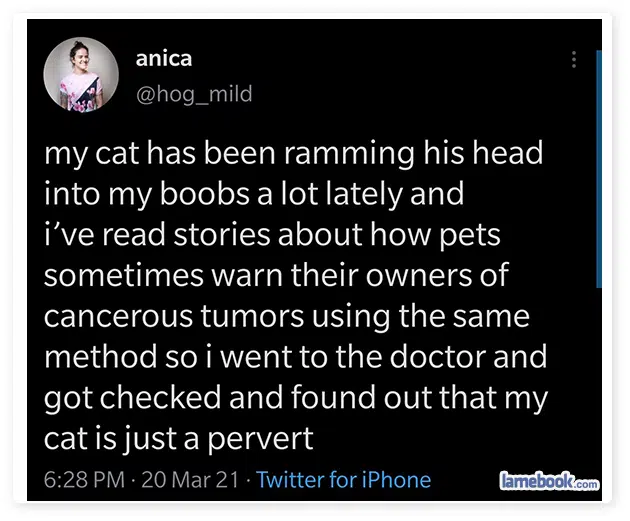 anica
@hog_mild
my cat has been ramming his head
into my boobs a lot lately and
i’ve read stories about how pets
sometimes warn their owners of
cancerous tumors using the same
method so i went to the doctor and
got checked and found out that my
cat is just a pervert
6:28 PM · 20 Mar 21 · Twitter for iPhone
lamebook.com